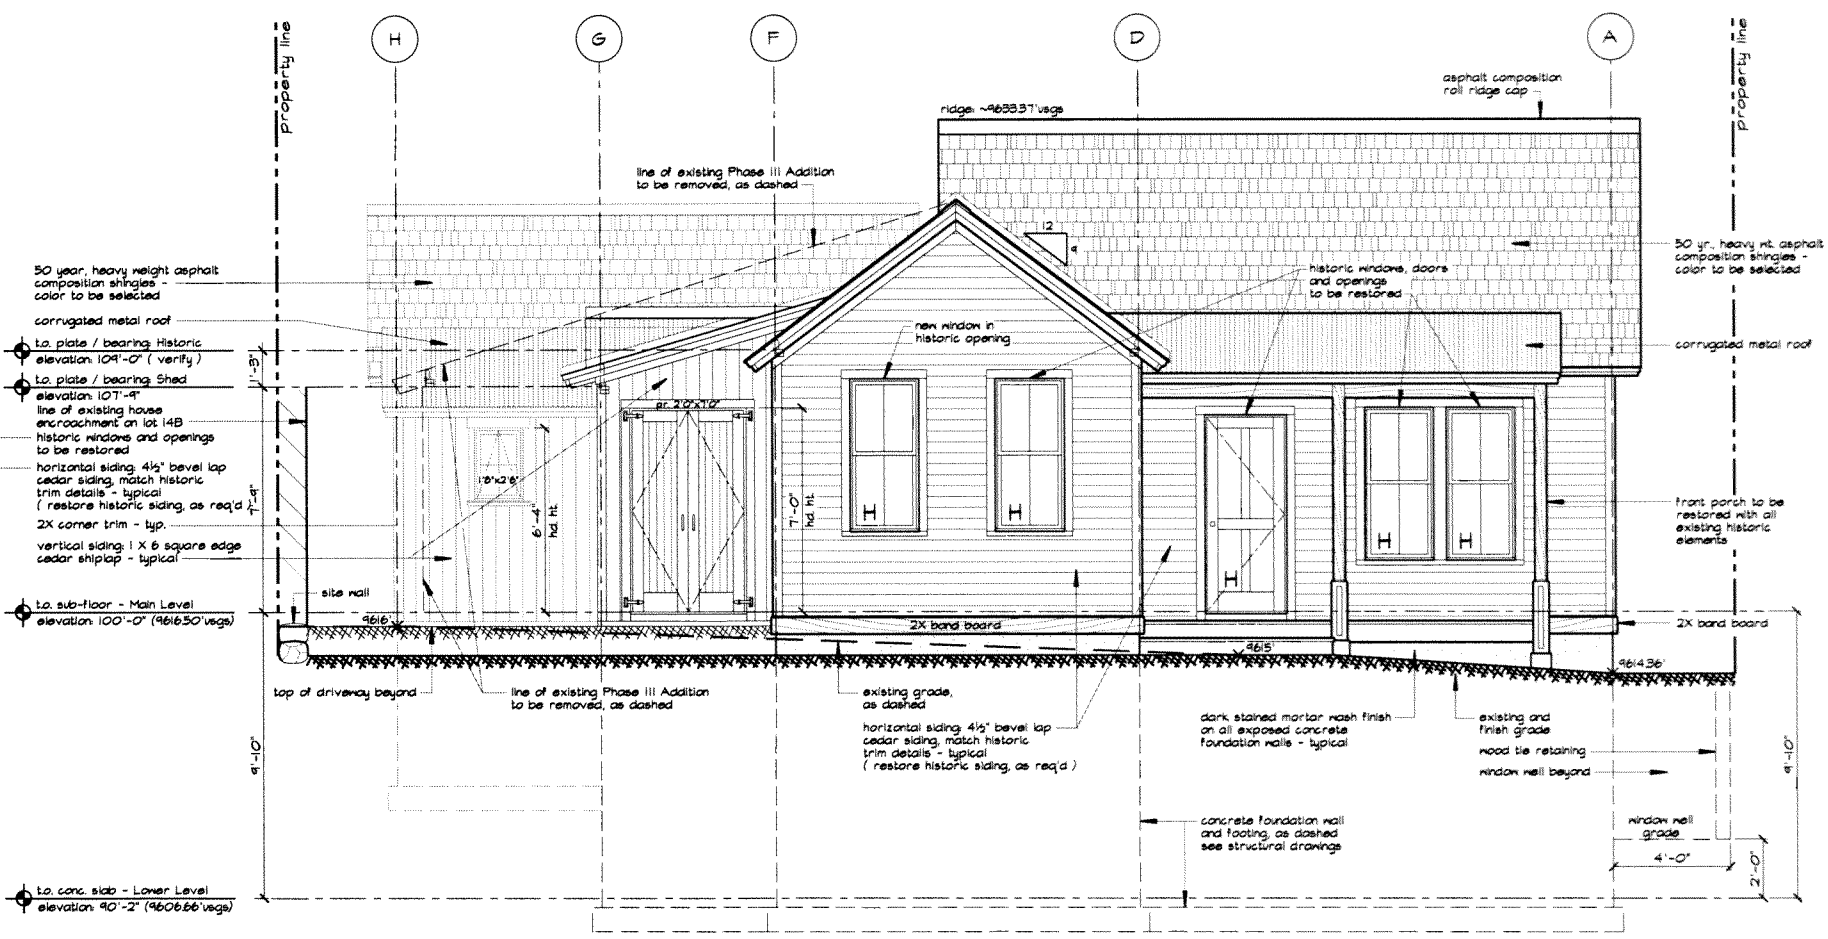 H
G
F
D
A
property line
property line
asphalt composition
roll ridge cap
ridge: ~9633.37'usgs
line of existing Phase III Addition
to be removed, as dashed
12
9
50 year, heavy weight asphalt
composition shingles -
color to be selected
corrugated metal roof
t.o. plate / bearing: Historic
elevation: 109'-0" ( verify )
1'-3"
t.o. plate / bearing: Shed
elevation: 107'-9"
line of existing house
encroachment on lot 14B
historic windows and openings
to be restored
horizontal siding: 4½" bevel lap
cedar siding, match historic
trim details - typical
( restore historic siding, as req'd )
7'-9"
2X corner trim - typ.
vertical siding: 1 X 6 square edge
cedar shiplap - typical
site wall
t.o. sub-floor - Main Level
elevation: 100'-0" (9616.50'usgs)
9616'
1'8"x2'8"
6'-4"
hd. ht.
pr. 2'0"x7'0"
7'-0"
hd. ht.
new window in
historic opening
historic windows, doors
and openings
to be restored
50 yr., heavy wt. asphalt
composition shingles -
color to be selected
corrugated metal roof
front porch to be
restored with all
existing historic
elements
H
H
H
H
H
2X band board
2X band board
9615'
9614.36'
top of driveway beyond
line of existing Phase III Addition
to be removed, as dashed
existing grade,
as dashed
horizontal siding: 4½" bevel lap
cedar siding, match historic
trim details - typical
( restore historic siding, as req'd )
dark stained mortar wash finish
on all exposed concrete
foundation walls - typical
existing and
finish grade
wood tie retaining
window well beyond
9'-10"
9'-10"
concrete foundation wall
and footing, as dashed
see structural drawings
window well
grade
4'-0"
2'-0"
t.o. conc. slab - Lower Level
elevation: 90'-2" (9606.66'usgs)